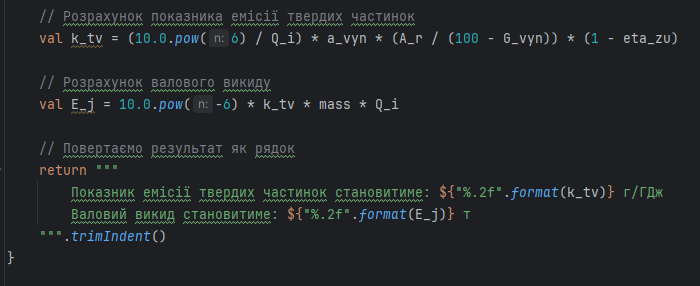 // Розрахунок показника емісії твердих частинок
val k_tv = (10.0.pow( n: 6) / Q_i) * a_vyn * (A_r / (100 - G_vyn)) * (1 - eta_zu)
// Розрахунок валового викиду
val E_j = 10.0.pow( n: -6) * k_tv * mass * Q_i
// Повертаємо результат як рядок
return """
Показник емісії твердих частинок становитиме: ${"%.2f".format(k_tv)} г/ГДж
Валовий викид становитиме: ${"%.2f".format(E_j)} т
""".trimIndent()
}